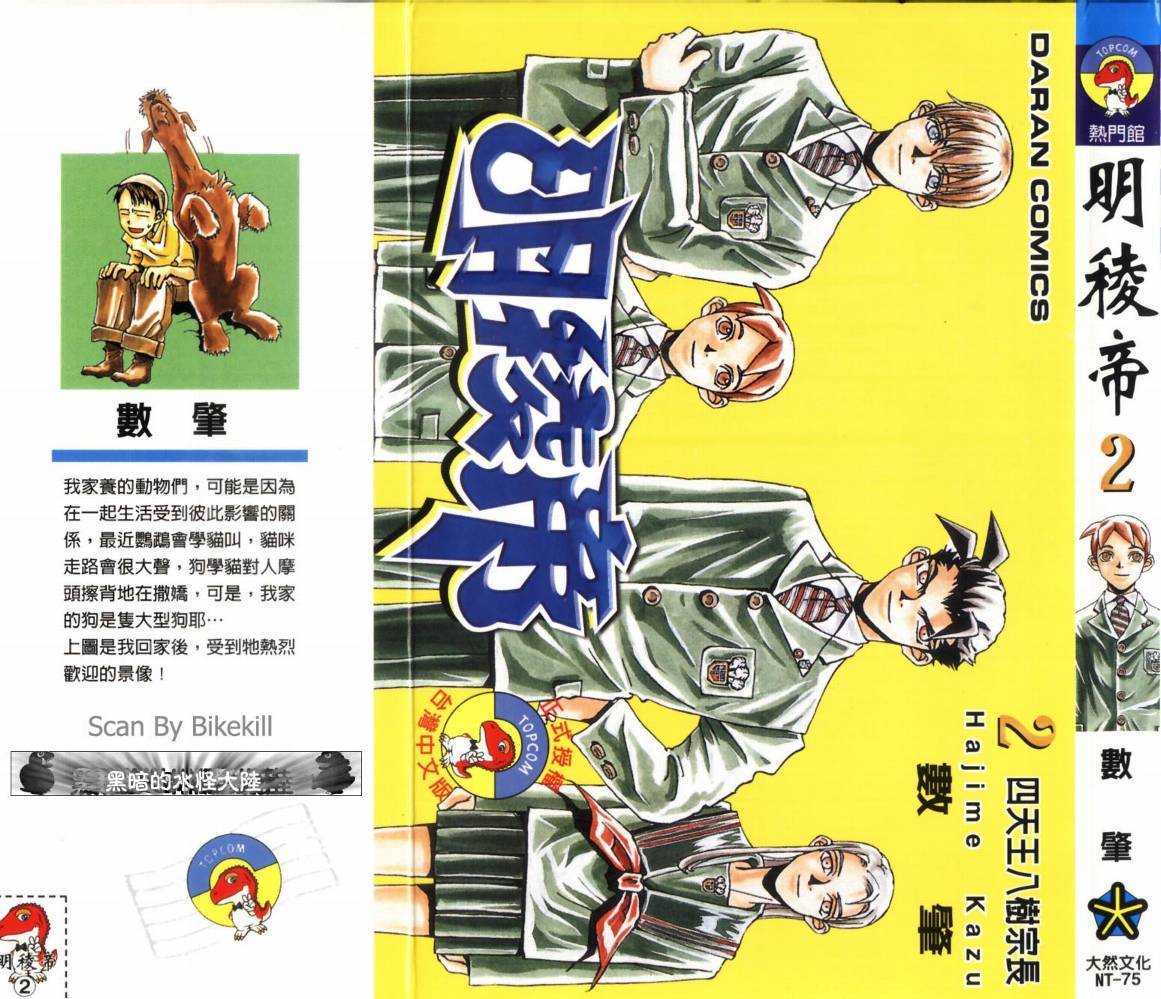 數 肇
我家養的動物們，可能是因為
在一起生活受到彼此影響的關
係，最近鸚鵡會學貓叫，貓咪
走路會很大聲，狗學貓對人摩
頭擦背地在撒嬌，可是，我家
的狗是隻大型狗耶…
上圖是我回家後，受到牠熱烈
歡迎的景像！
Scan By Bikekill
黑暗的水怪大陸
TOPCOM
明稜帝
2
DARAN COMICS
明稜帝
2 四天王八樹宗長
Hajime Kazu
數 肇
正式授權
TOPCOM
台灣中文版
TOPCOM
熱門館
明稜帝
2
數 肇
大然文化
NT-75